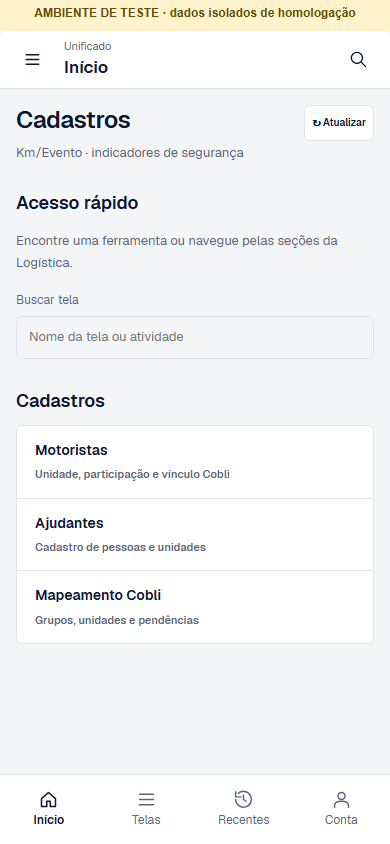 AMBIENTE DE TESTE · dados isolados de homologação
Unificado
Início
Cadastros
↻ Atualizar
Km/Evento · indicadores de segurança
Acesso rápido
Encontre uma ferramenta ou navegue pelas seções da
Logística.
Buscar tela
Nome da tela ou atividade
Cadastros
Motoristas
Unidade, participação e vínculo Cobli
Ajudantes
Cadastro de pessoas e unidades
Mapeamento Cobli
Grupos, unidades e pendências
Início
Telas
Recentes
Conta